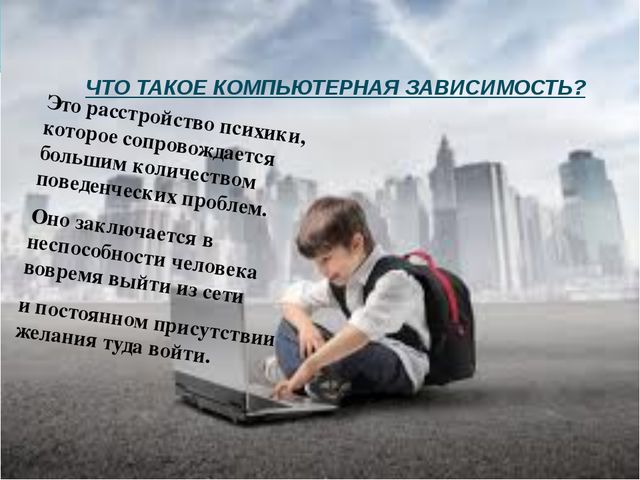 ЧТО ТАКОЕ КОМПЬЮТЕРНАЯ ЗАВИСИМОСТЬ?
Это расстройство психики,
которое сопровождается
большим количеством
поведенческих проблем.
Оно заключается в
неспособности человека
вовремя выйти из сети
и постоянном присутствии
желания туда войти.